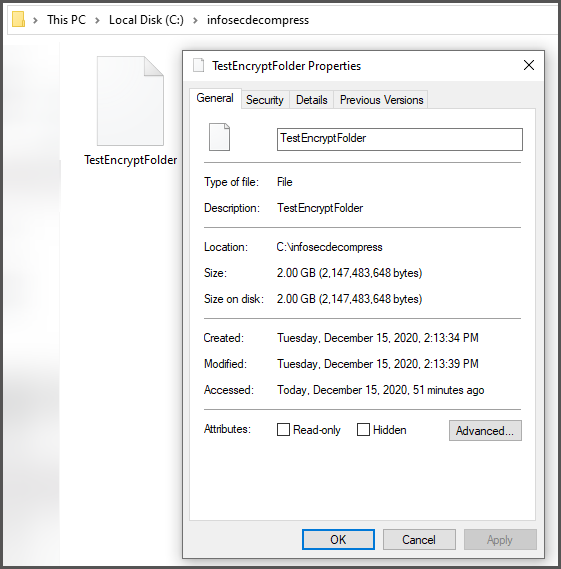 This PC > Local Disk (C:) > infosecdecompress
TestEncryptFolder
TestEncryptFolder Properties
General Security Details Previous Versions
TestEncryptFolder
Type of file: File
Description: TestEncryptFolder
Location: C:\infosecdecompress
Size: 2.00 GB (2,147,483,648 bytes)
Size on disk: 2.00 GB (2,147,483,648 bytes)
Created: Tuesday, December 15, 2020, 2:13:34 PM
Modified: Tuesday, December 15, 2020, 2:13:39 PM
Accessed: Today, December 15, 2020, 51 minutes ago
Attributes: Read-only Hidden Advanced...
OK Cancel Apply